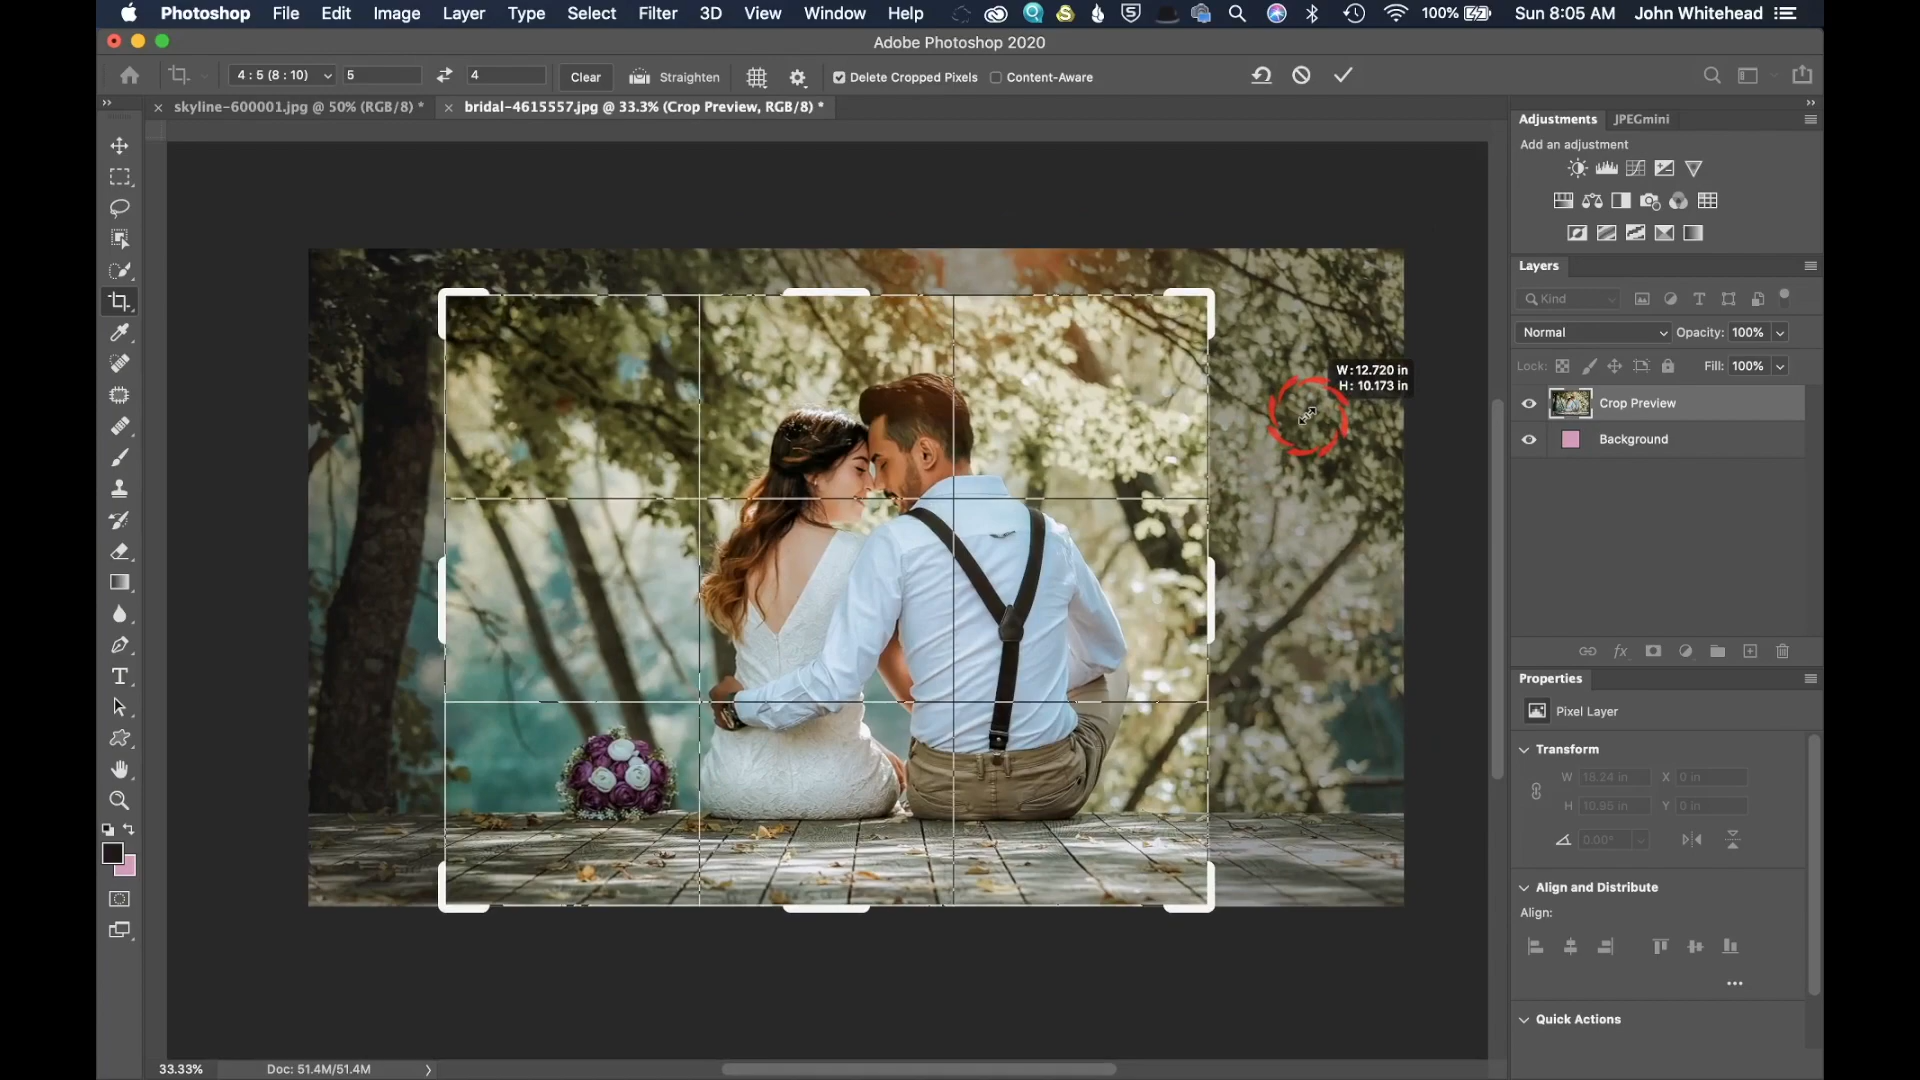 Photoshop File Edit Image Layer Type Select Filter 3D View Window Help 100% Sun 8:05 AM John Whitehead
Adobe Photoshop 2020
4 : 5 (8 : 10) 5 4 Clear Straighten Delete Cropped Pixels Content-Aware
skyline-600001.jpg @ 50% (RGB/8) * bridal-4615557.jpg @ 33.3% (Crop Preview, RGB/8) *
Adjustments JPEGmini
Add an adjustment
Layers
Kind
Normal Opacity: 100%
Lock: Fill: 100%
W: 12.720 in
H: 10.173 in
Crop Preview
Background
fx
Properties
Pixel Layer
Transform
W 18.24 in X 0 in
H 10.95 in Y 0 in
0.00°
Align and Distribute
Align:
Quick Actions
33.33% Doc: 51.4M/51.4M